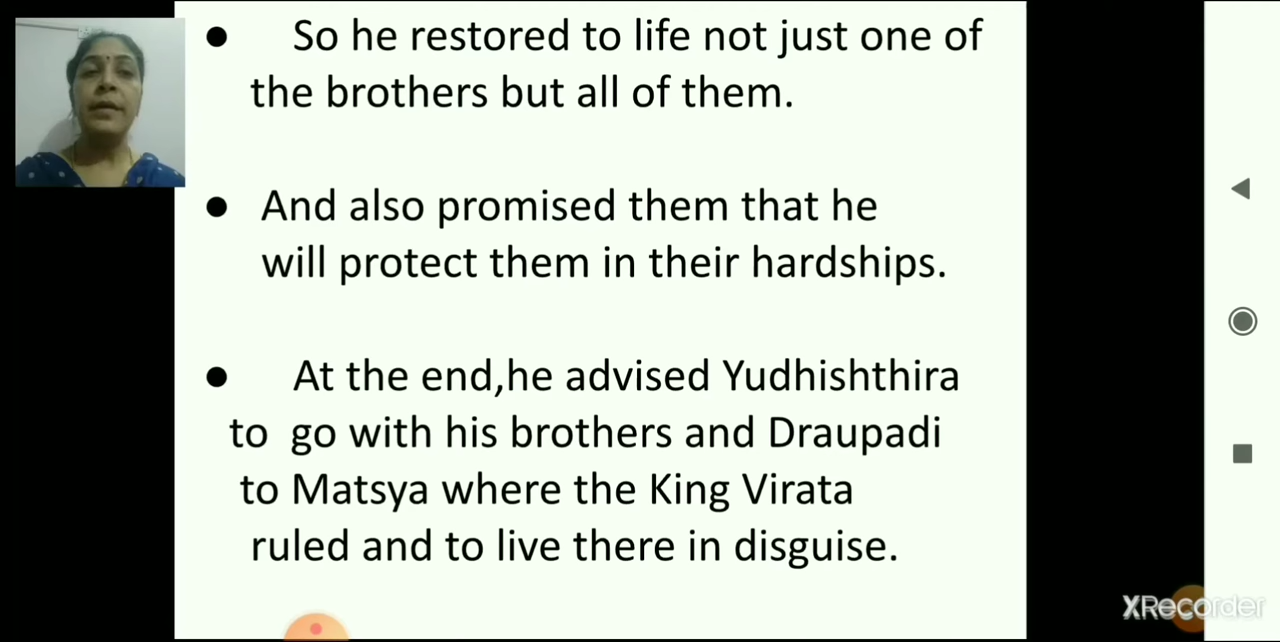 ● So he restored to life not just one of
the brothers but all of them.
● And also promised them that he
will protect them in their hardships.
● At the end,he advised Yudhishthira
to go with his brothers and Draupadi
to Matsya where the King Virata
ruled and to live there in disguise.
XRecorder